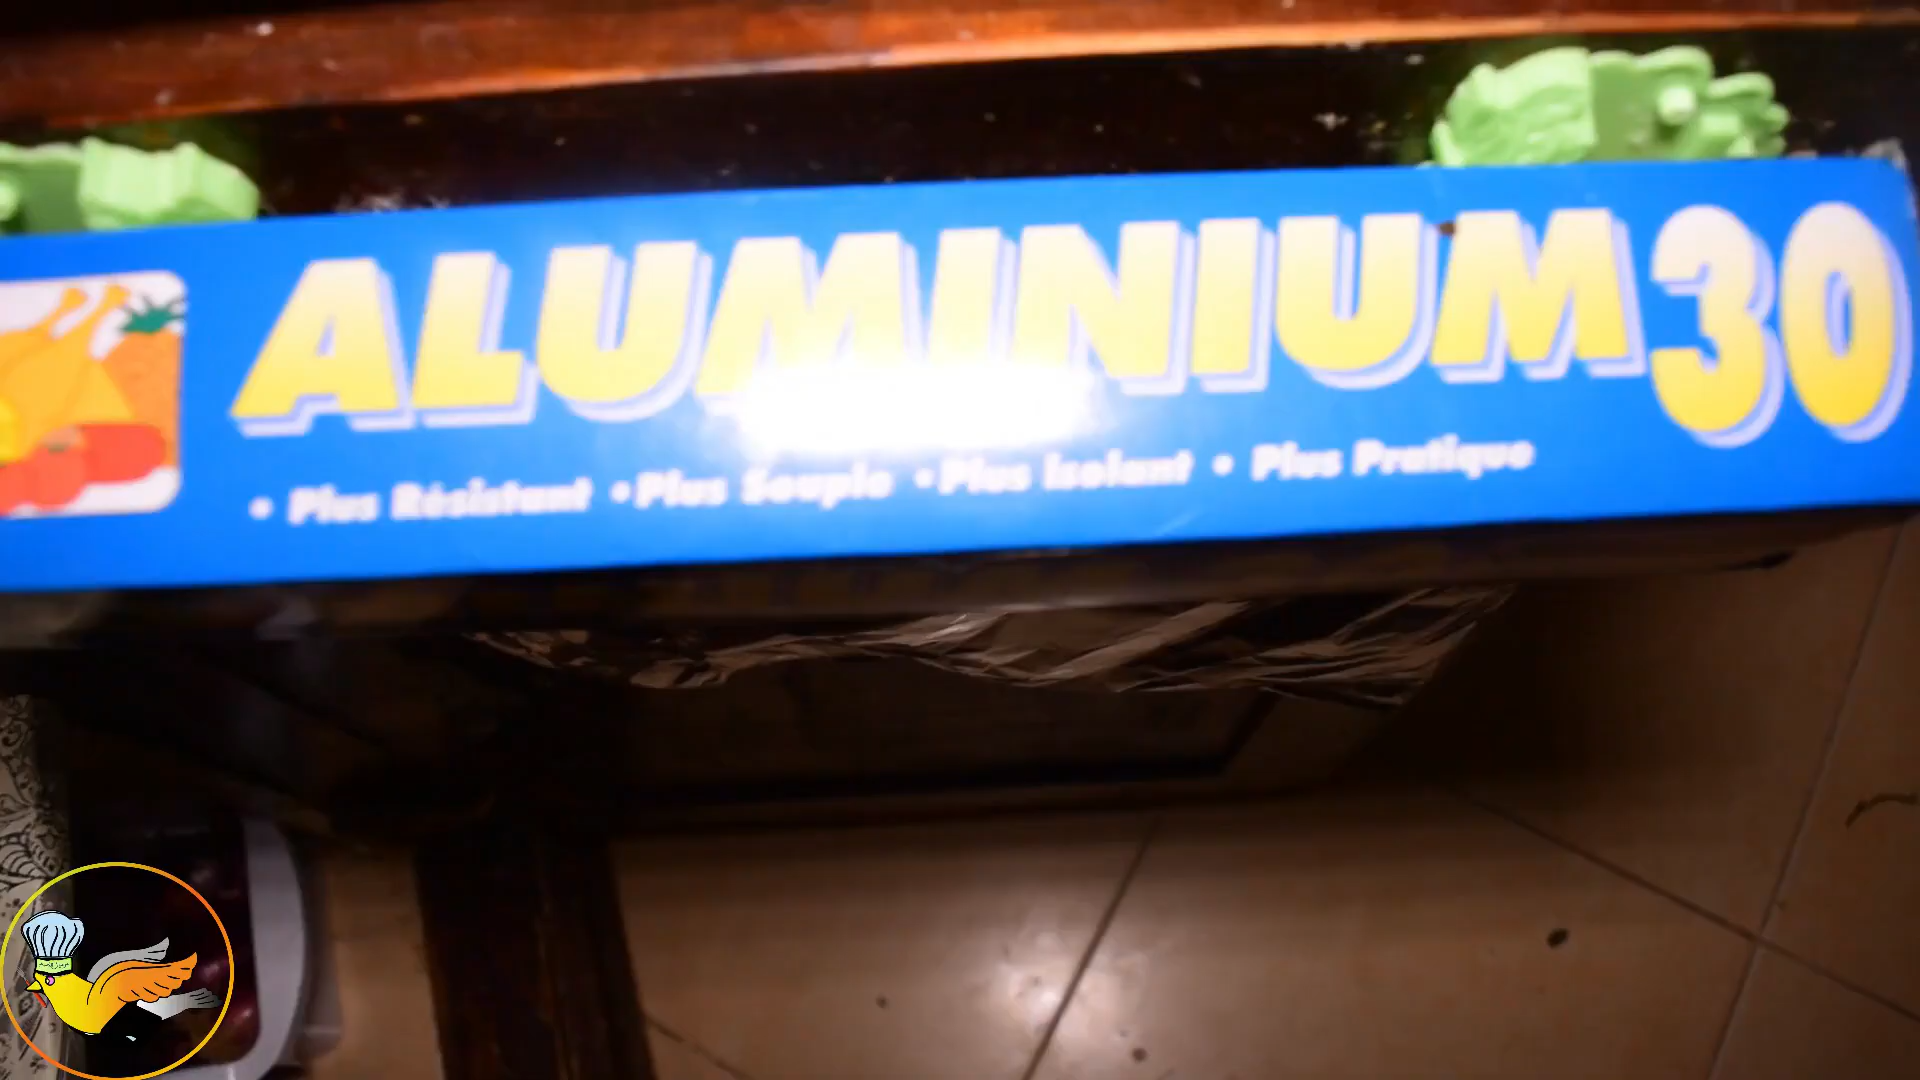 ALUMINIUM 30
• Plus Résistant • Plus Souple • Plus Isolant • Plus Pratique